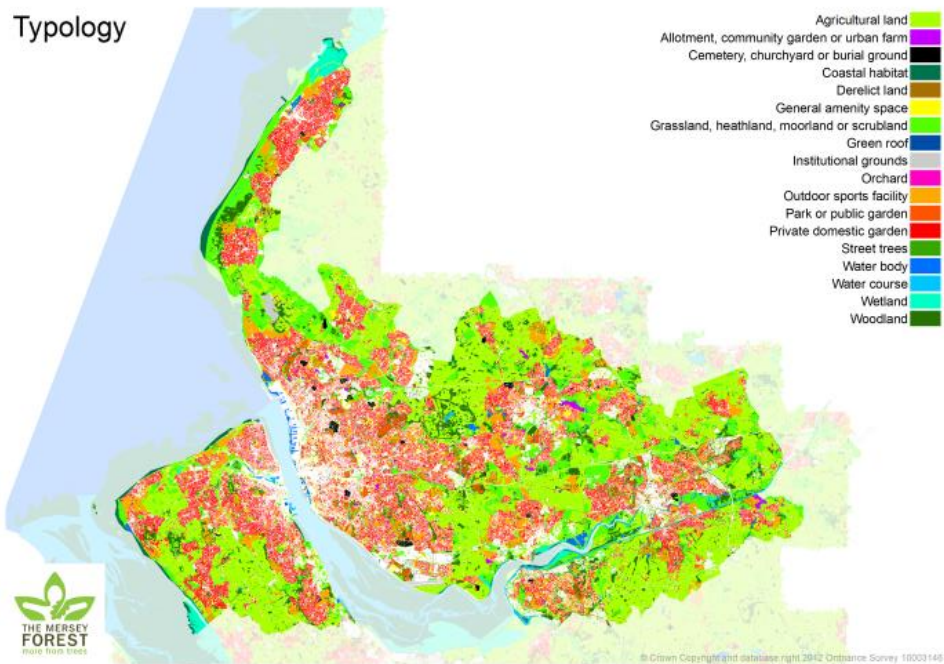 Typology
Agricultural land
Allotment, community garden or urban farm
Cemetery, churchyard or burial ground
Coastal habitat
Derelict land
General amenity space
Grassland, heathland, moorland or scrubland
Green roof
Institutional grounds
Orchard
Outdoor sports facility
Park or public garden
Private domestic garden
Street trees
Water body
Water course
Wetland
Woodland
THE MERSEY
FOREST
more from trees
© Crown Copyright and database right 2012 Ordnance Survey 10003146